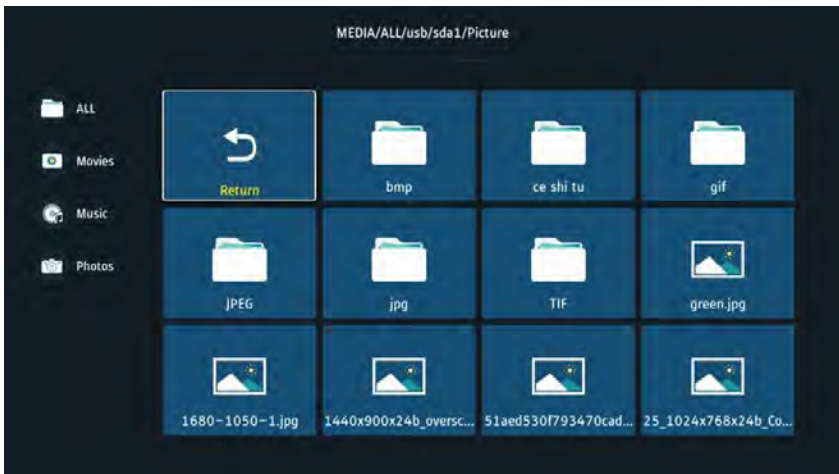 MEDIA/ALL/usb/sda1/Picture
ALL
Movies
Music
Photos
Return
bmp
ce shi tu
gif
JPEG
jpg
TIF
green.jpg
1680-1050-1.jpg
1440x900x24b_oversc...
51aed530f793470cad...
25_1024x768x24b_Co...